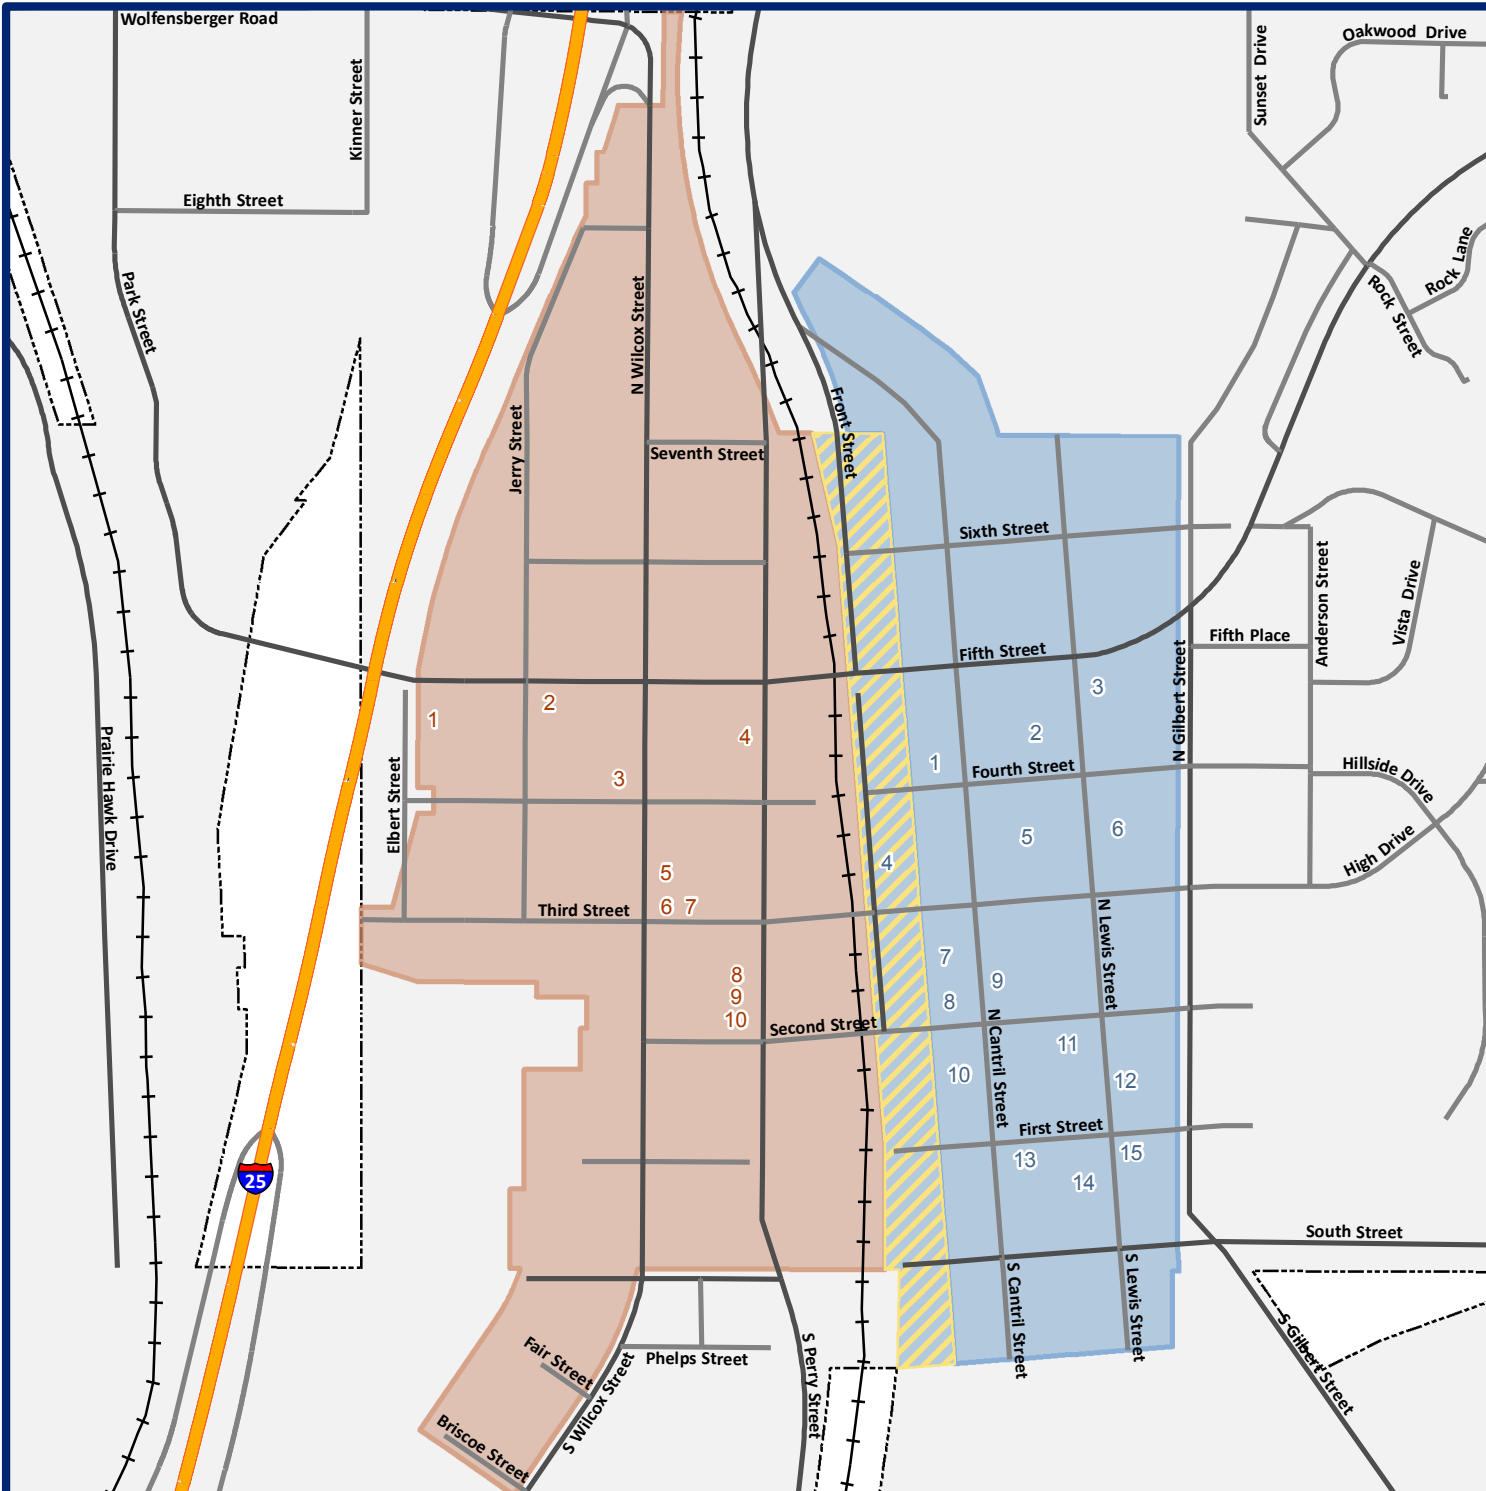 Wolfensberger Road
Kinner Street
Sunset Drive
Oakwood Drive
Eighth Street
Park Street
Rock Lane
Rock Street
N Wilcox Street
Jerry Street
Front Street
Seventh Street
Sixth Street
Anderson Street
Vista Drive
Fifth Place
Fifth Street
N Gilbert Street
1
2
3
4
1
2
3
Fourth Street
Hillside Drive
Prairie Hawk Drive
Elbert Street
High Drive
4
5
6
5
6
7
Third Street
N Lewis Street
8
9
10
7
8
9
Second Street
N Cantril Street
10
11
12
First Street
13
14
15
25
South Street
S Cantril Street
S Lewis Street
S Gilbert Street
Fair Street
Phelps Street
S Perry Street
S Wilcox Street
Briscoe Street